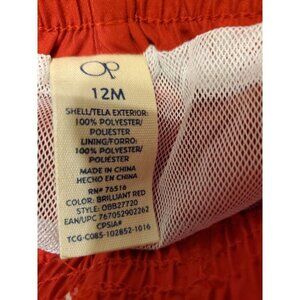 Op
12M
SHELL/TELA EXTERIOR:
100% POLYESTER/
POLIESTER
LINING/FORRO:
100% POLYESTER/
POLIESTER
MADE IN CHINA
HECHO EN CHINA
RN# 76516
COLOR: BRILLIANT RED
STYLE: OBB27720
EAN/UPC 767052902262
CPSIA#
TCG-C085-102852-1016